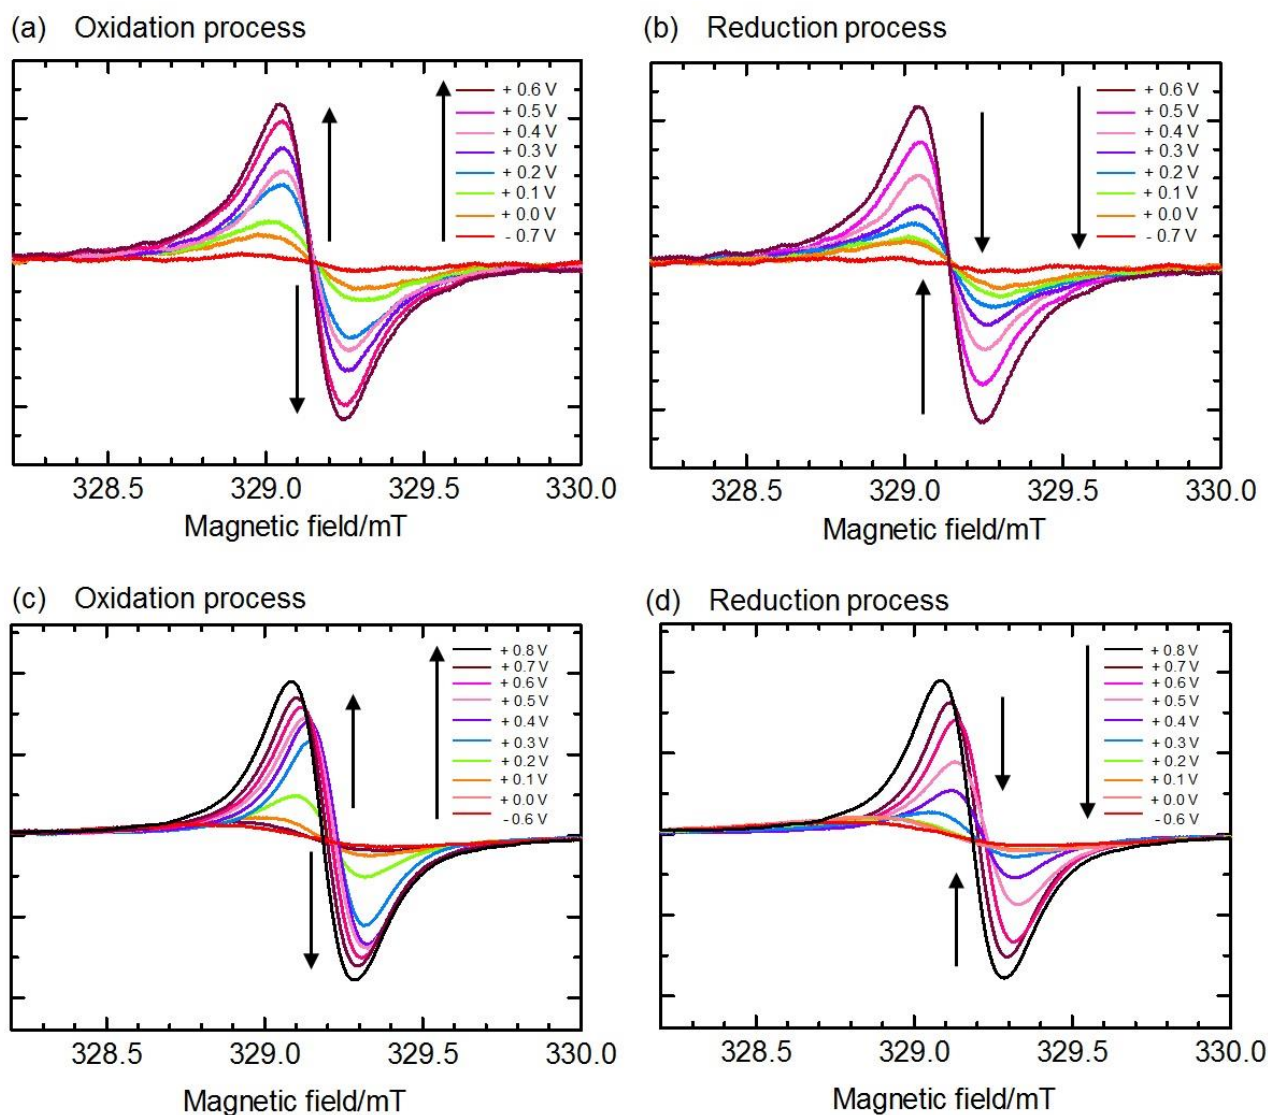 (a) Oxidation process
+ 0.6 V
+ 0.5 V
+ 0.4 V
+ 0.3 V
+ 0.2 V
+ 0.1 V
+ 0.0 V
- 0.7 V
328.5 329.0 329.5 330.0
Magnetic field/mT
(b) Reduction process
+ 0.6 V
+ 0.5 V
+ 0.4 V
+ 0.3 V
+ 0.2 V
+ 0.1 V
+ 0.0 V
- 0.7 V
328.5 329.0 329.5 330.0
Magnetic field/mT
(c) Oxidation process
+ 0.8 V
+ 0.7 V
+ 0.6 V
+ 0.5 V
+ 0.4 V
+ 0.3 V
+ 0.2 V
+ 0.1 V
+ 0.0 V
- 0.6 V
328.5 329.0 329.5 330.0
Magnetic field/mT
(d) Reduction process
+ 0.8 V
+ 0.7 V
+ 0.6 V
+ 0.5 V
+ 0.4 V
+ 0.3 V
+ 0.2 V
+ 0.1 V
+ 0.0 V
- 0.6 V
328.5 329.0 329.5 330.0
Magnetic field/mT